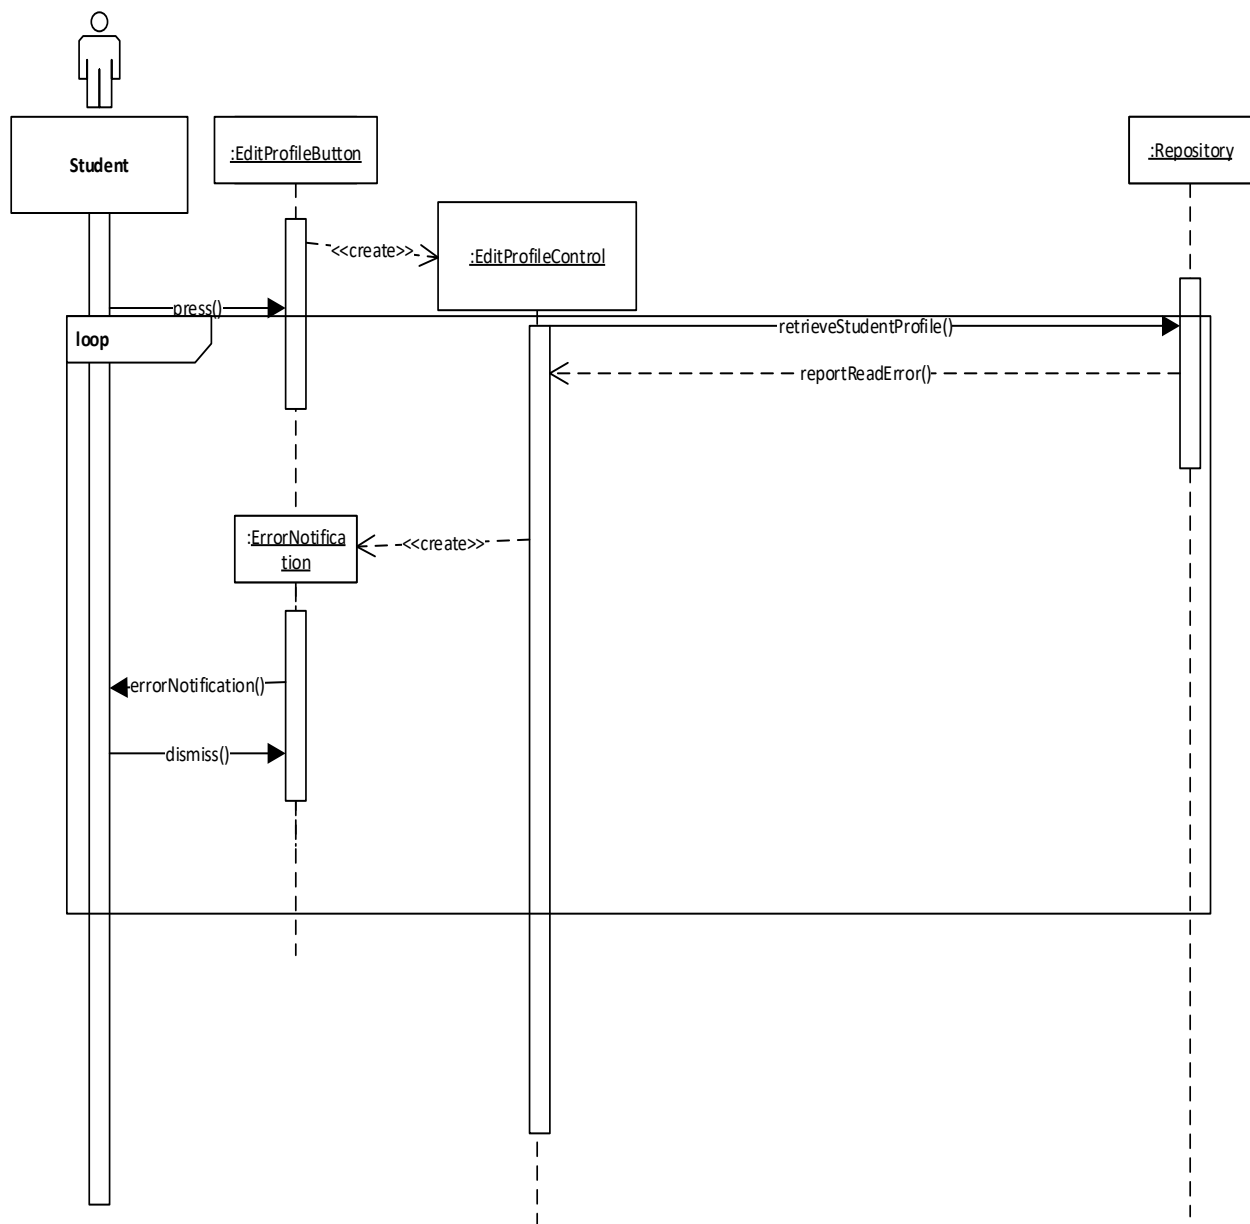 Student
:EditProfileButton
:Repository
<<create>>
:EditProfileControl
press()
loop
retrieveStudentProfile()
reportReadError()
:ErrorNotifica
tion
<<create>>
errorNotification()
dismiss()